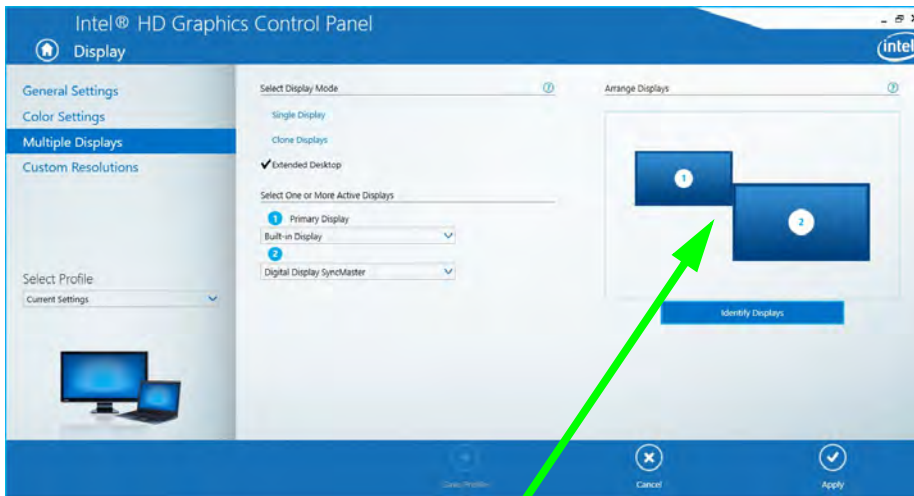 Intel® HD Graphics Control Panel
Display
intel
General Settings
Color Settings
Multiple Displays
Custom Resolutions
Select Profile
Current Settings
Select Display Mode
Single Display
Clone Displays
✔Extended Desktop
Select One or More Active Displays
1 Primary Display
Built-in Display
2
Digital Display SyncMaster
Arrange Displays
1
2
Identify Displays
Save Profile
Cancel
Apply